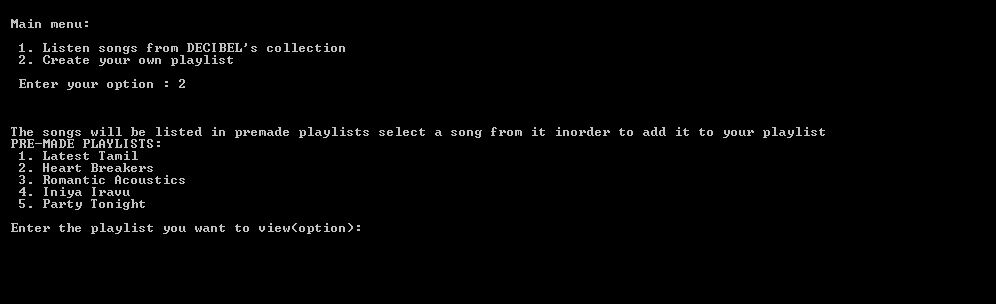 Main menu:
1. Listen songs from DECIBEL's collection
2. Create your own playlist
Enter your option : 2
The songs will be listed in premade playlists select a song from it inorder to add it to your playlist
PRE-MADE PLAYLISTS:
1. Latest Tamil
2. Heart Breakers
3. Romantic Acoustics
4. Iniya Iravu
5. Party Tonight
Enter the playlist you want to view(option):